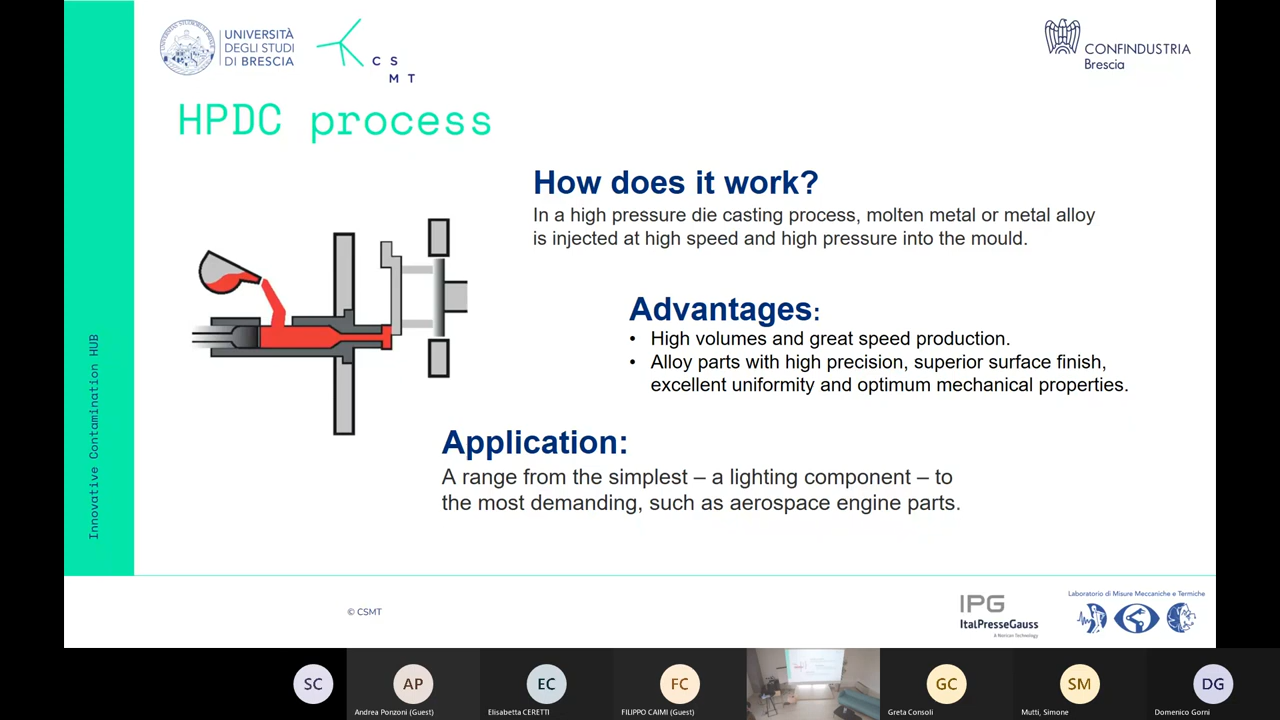 UNIVERSITÀ
DEGLI STUDI
DI BRESCIA
C S
M T
CONFINDUSTRIA
Brescia
HPDC process
How does it work?
In a high pressure die casting process, molten metal or metal alloy
is injected at high speed and high pressure into the mould.
Advantages:
• High volumes and great speed production.
• Alloy parts with high precision, superior surface finish,
excellent uniformity and optimum mechanical properties.
Application:
A range from the simplest – a lighting component – to
the most demanding, such as aerospace engine parts.
Innovative Contamination HUB
© CSMT
IPG
ItalPresseGauss
A Norican Technology
Laboratorio di Misure Meccaniche e Termiche
SC
AP
EC
FC
GC
SM
DG
Andrea Ponzoni (Guest)
Elisabetta CERETTI
FILIPPO CAIMI (Guest)
Greta Consoli
Mutti, Simone
Domenico Gorni